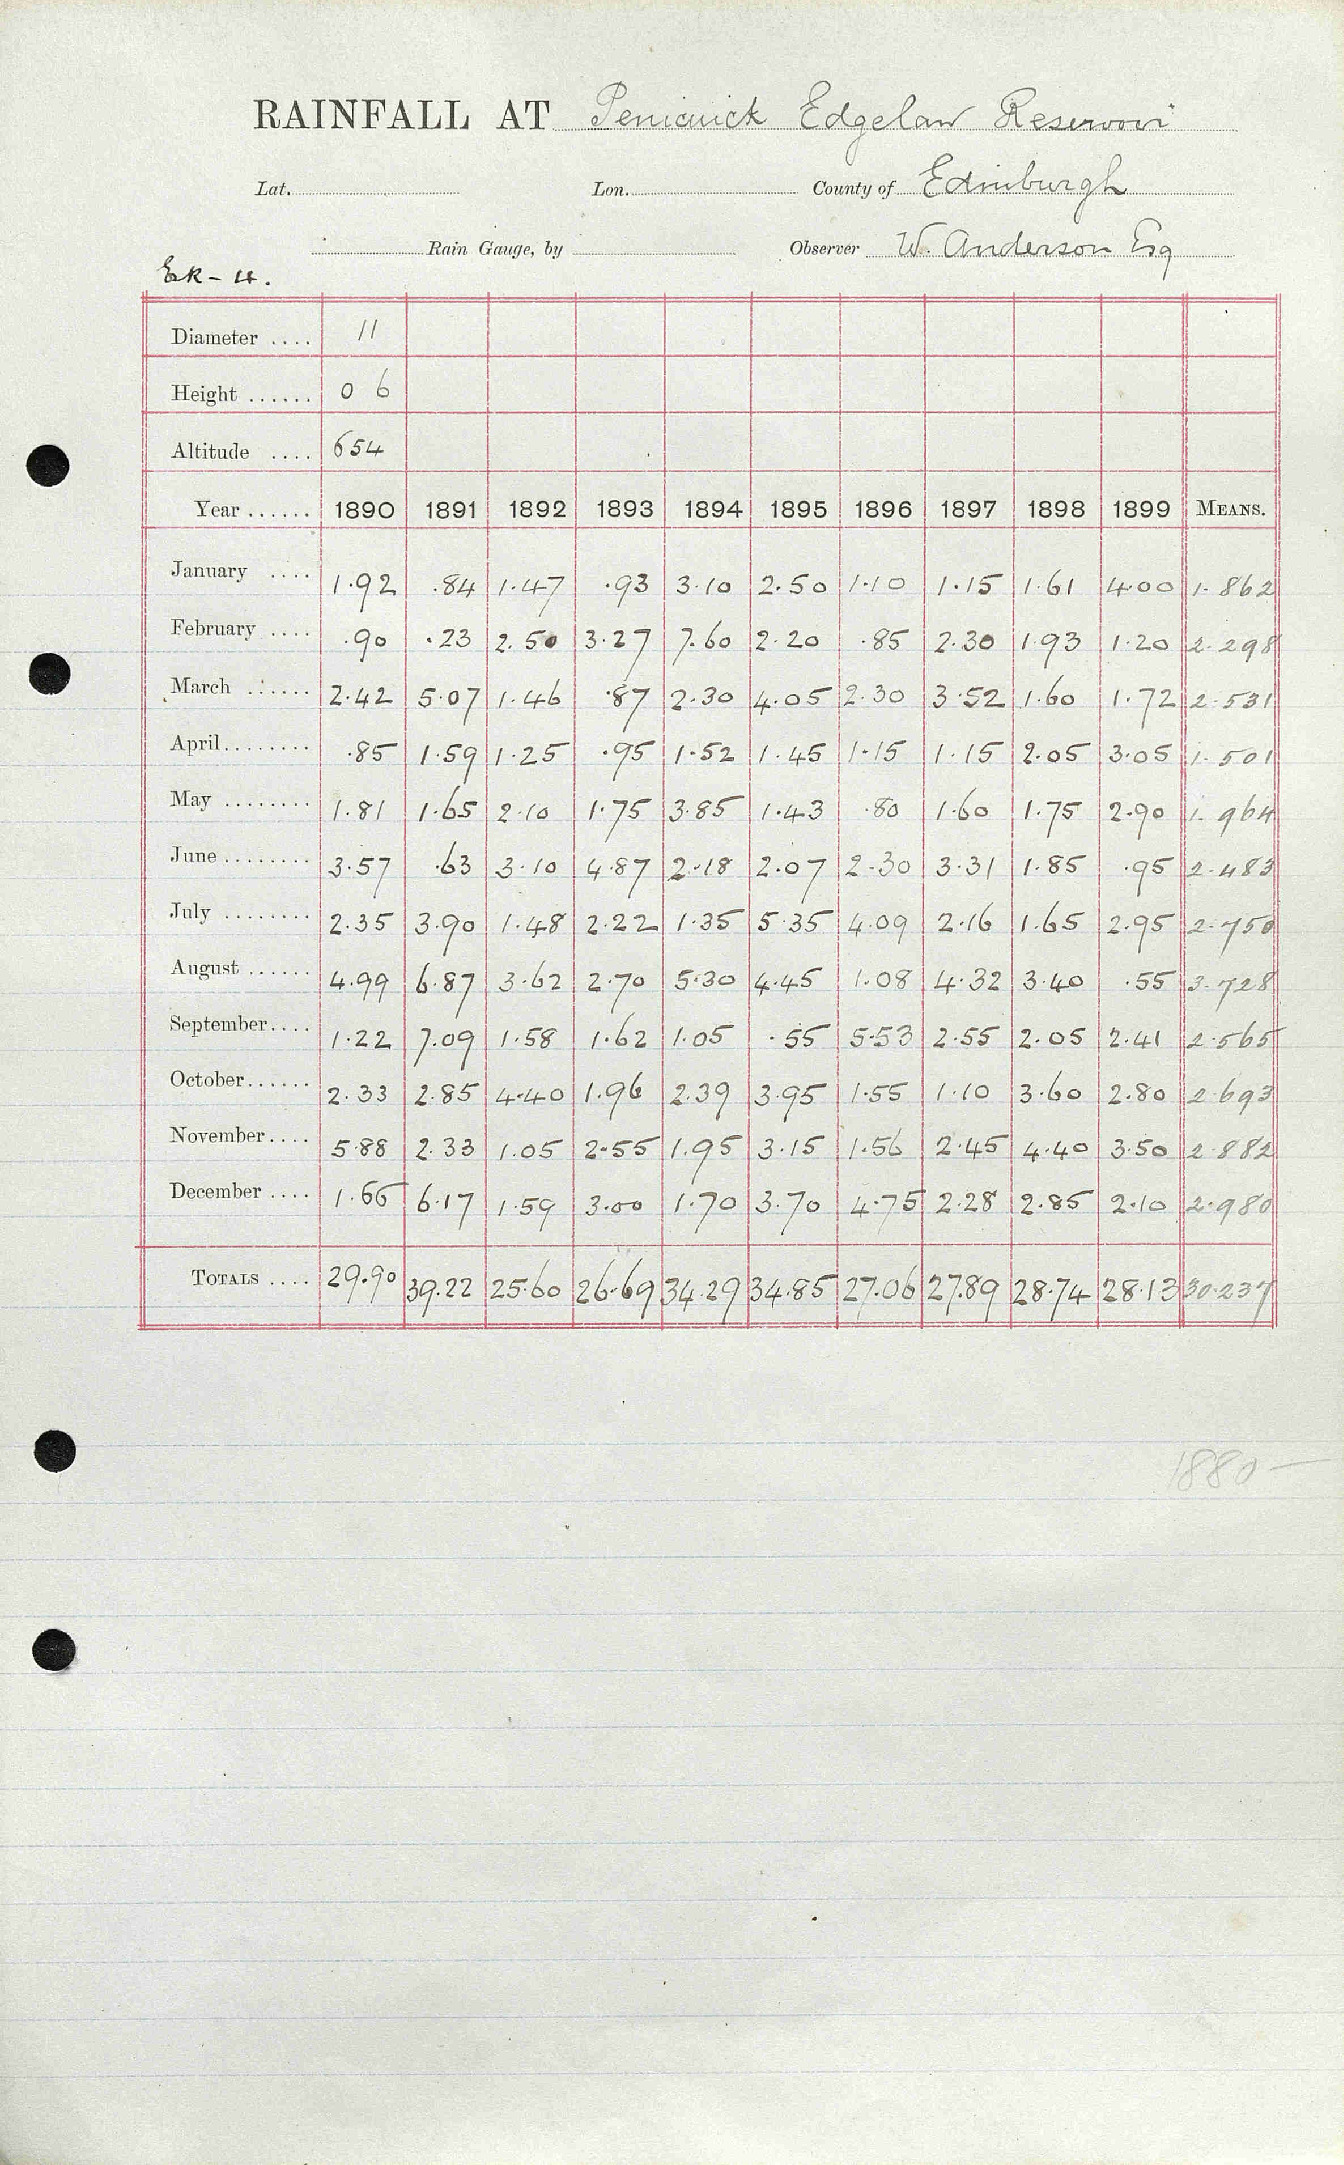 RAINFALL AT Penicuick Edgelaw Reservoir
Lat. Lon. County of Edinburgh
Rain Gauge, by Observer W. Anderson Esq
Ek-4.
Diameter .... 11
Height ...... 0 6
Altitude .... 654
Year ...... 1890 1891 1892 1893 1894 1895 1896 1897 1898 1899 MEANS.
January .... 1.92 .84 1.47 .93 3.10 2.50 1.10 1.15 1.61 4.00 1.862
February .... .90 .23 2.50 3.27 7.60 2.20 .85 2.30 1.93 1.20 2.298
March ...... 2.42 5.07 1.46 .87 2.30 4.05 2.30 3.52 1.60 1.72 2.531
April........ .85 1.59 1.25 .95 1.52 1.45 1.15 1.15 2.05 3.05 1.501
May ........ 1.81 1.65 2.10 1.75 3.85 1.43 .80 1.60 1.75 2.90 1.964
June ........ 3.57 .63 3.10 4.87 2.18 2.07 2.30 3.31 1.85 .95 2.483
July ........ 2.35 3.90 1.48 2.22 1.35 5.35 4.09 2.16 1.65 2.95 2.750
August ...... 4.99 6.87 3.62 2.70 5.30 4.45 1.08 4.32 3.40 .55 3.728
September.... 1.22 7.09 1.58 1.62 1.05 .55 5.53 2.55 2.05 2.41 2.565
October...... 2.33 2.85 4.40 1.96 2.39 3.95 1.55 1.10 3.60 2.80 2.693
November.... 5.88 2.33 1.05 2.55 1.95 3.15 1.56 2.45 4.40 3.50 2.882
December .... 1.66 6.17 1.59 3.00 1.70 3.70 4.75 2.28 2.85 2.10 2.980
TOTALS .... 29.90 39.22 25.60 26.69 34.29 34.85 27.06 27.89 28.74 28.13 30.237
1880—